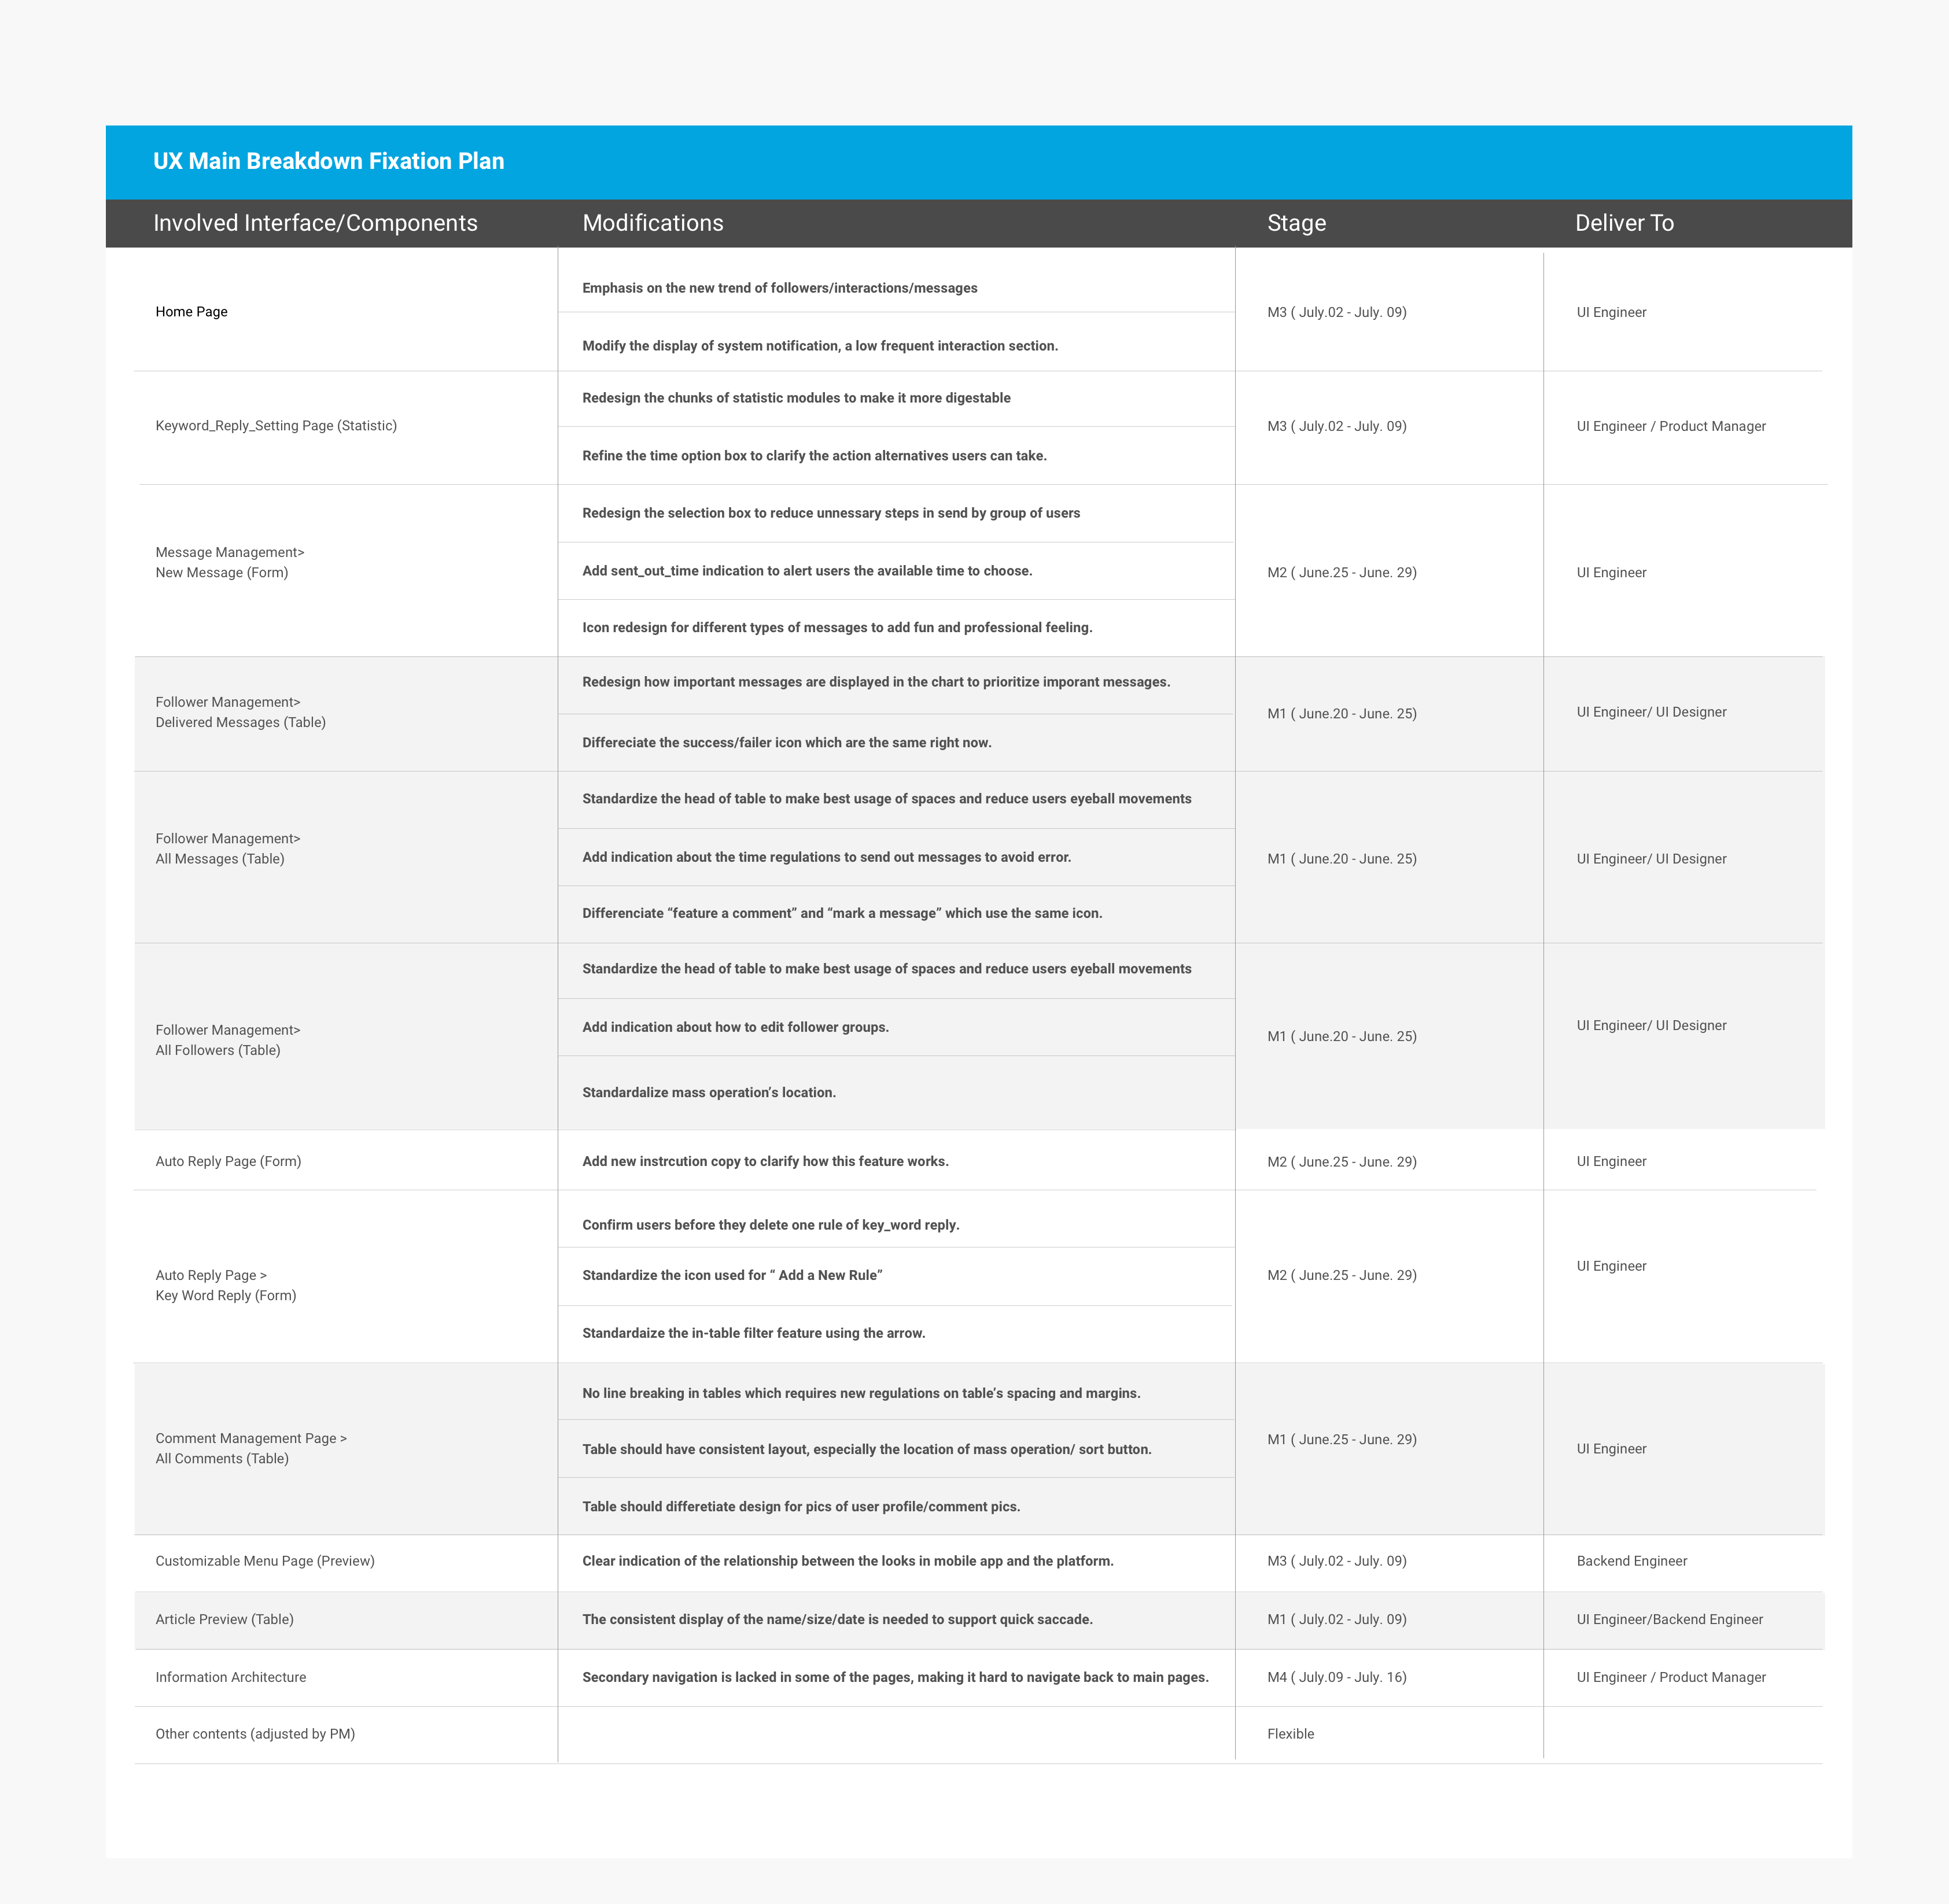 UX Main Breakdown Fixation Plan
Involved Interface/Components Modifications Stage Deliver To
Home Page
Emphasis on the new trend of followers/interactions/messages
Modify the display of system notification, a low frequent interaction section.
M3 ( July.02 - July. 09)
UI Engineer
Keyword_Reply_Setting Page (Statistic)
Redesign the chunks of statistic modules to make it more digestable
Refine the time option box to clarify the action alternatives users can take.
M3 ( July.02 - July. 09)
UI Engineer / Product Manager
Message Management>
New Message (Form)
Redesign the selection box to reduce unnessary steps in send by group of users
Add sent_out_time indication to alert users the available time to choose.
Icon redesign for different types of messages to add fun and professional feeling.
M2 ( June.25 - June. 29)
UI Engineer
Follower Management>
Delivered Messages (Table)
Redesign how important messages are displayed in the chart to prioritize imporant messages.
Differeciate the success/failer icon which are the same right now.
M1 ( June.20 - June. 25)
UI Engineer/ UI Designer
Follower Management>
All Messages (Table)
Standardize the head of table to make best usage of spaces and reduce users eyeball movements
Add indication about the time regulations to send out messages to avoid error.
Differenciate “feature a comment” and “mark a message” which use the same icon.
M1 ( June.20 - June. 25)
UI Engineer/ UI Designer
Follower Management>
All Followers (Table)
Standardize the head of table to make best usage of spaces and reduce users eyeball movements
Add indication about how to edit follower groups.
Standardalize mass operation’s location.
M1 ( June.20 - June. 25)
UI Engineer/ UI Designer
Auto Reply Page (Form)
Add new instrcution copy to clarify how this feature works.
M2 ( June.25 - June. 29)
UI Engineer
Auto Reply Page >
Key Word Reply (Form)
Confirm users before they delete one rule of key_word reply.
Standardize the icon used for “ Add a New Rule”
Standardaize the in-table filter feature using the arrow.
M2 ( June.25 - June. 29)
UI Engineer
Comment Management Page >
All Comments (Table)
No line breaking in tables which requires new regulations on table’s spacing and margins.
Table should have consistent layout, especially the location of mass operation/ sort button.
Table should differetiate design for pics of user profile/comment pics.
M1 ( June.25 - June. 29)
UI Engineer
Customizable Menu Page (Preview)
Clear indication of the relationship between the looks in mobile app and the platform.
M3 ( July.02 - July. 09)
Backend Engineer
Article Preview (Table)
The consistent display of the name/size/date is needed to support quick saccade.
M1 ( July.02 - July. 09)
UI Engineer/Backend Engineer
Information Architecture
Secondary navigation is lacked in some of the pages, making it hard to navigate back to main pages.
M4 ( July.09 - July. 16)
UI Engineer / Product Manager
Other contents (adjusted by PM)
Flexible